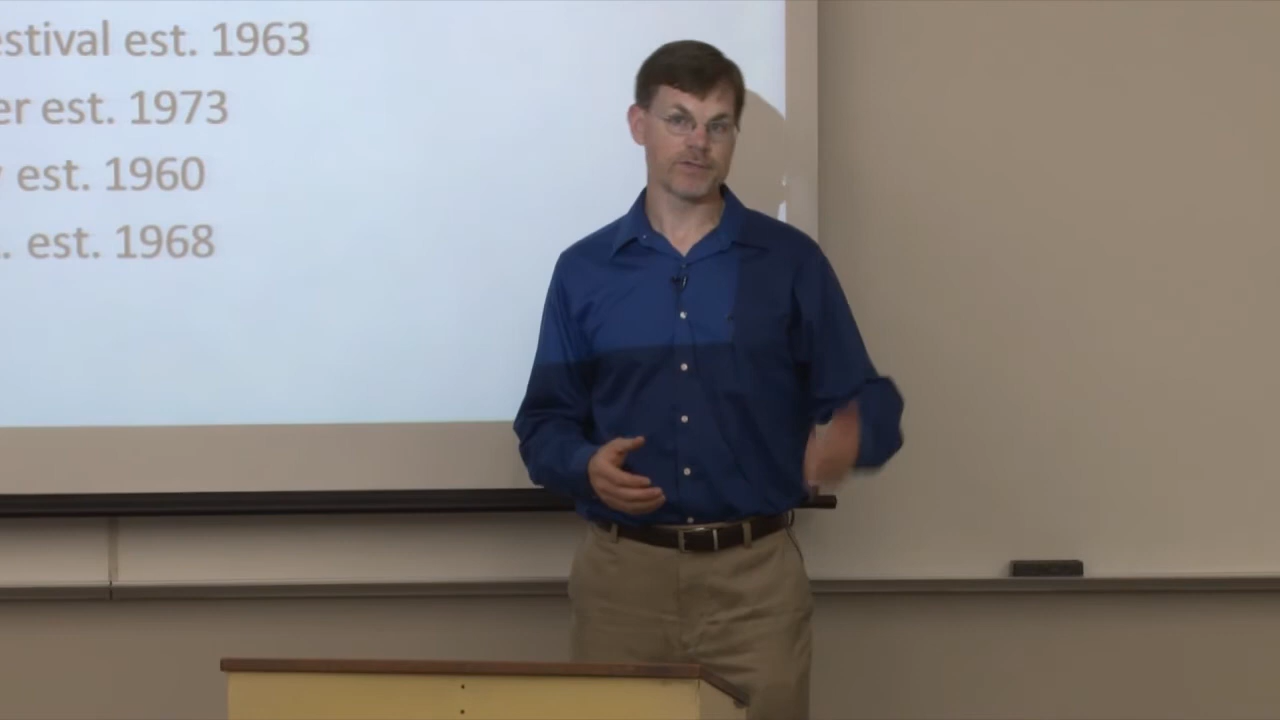 estival est. 1963
er est. 1973
est. 1960
. est. 1968